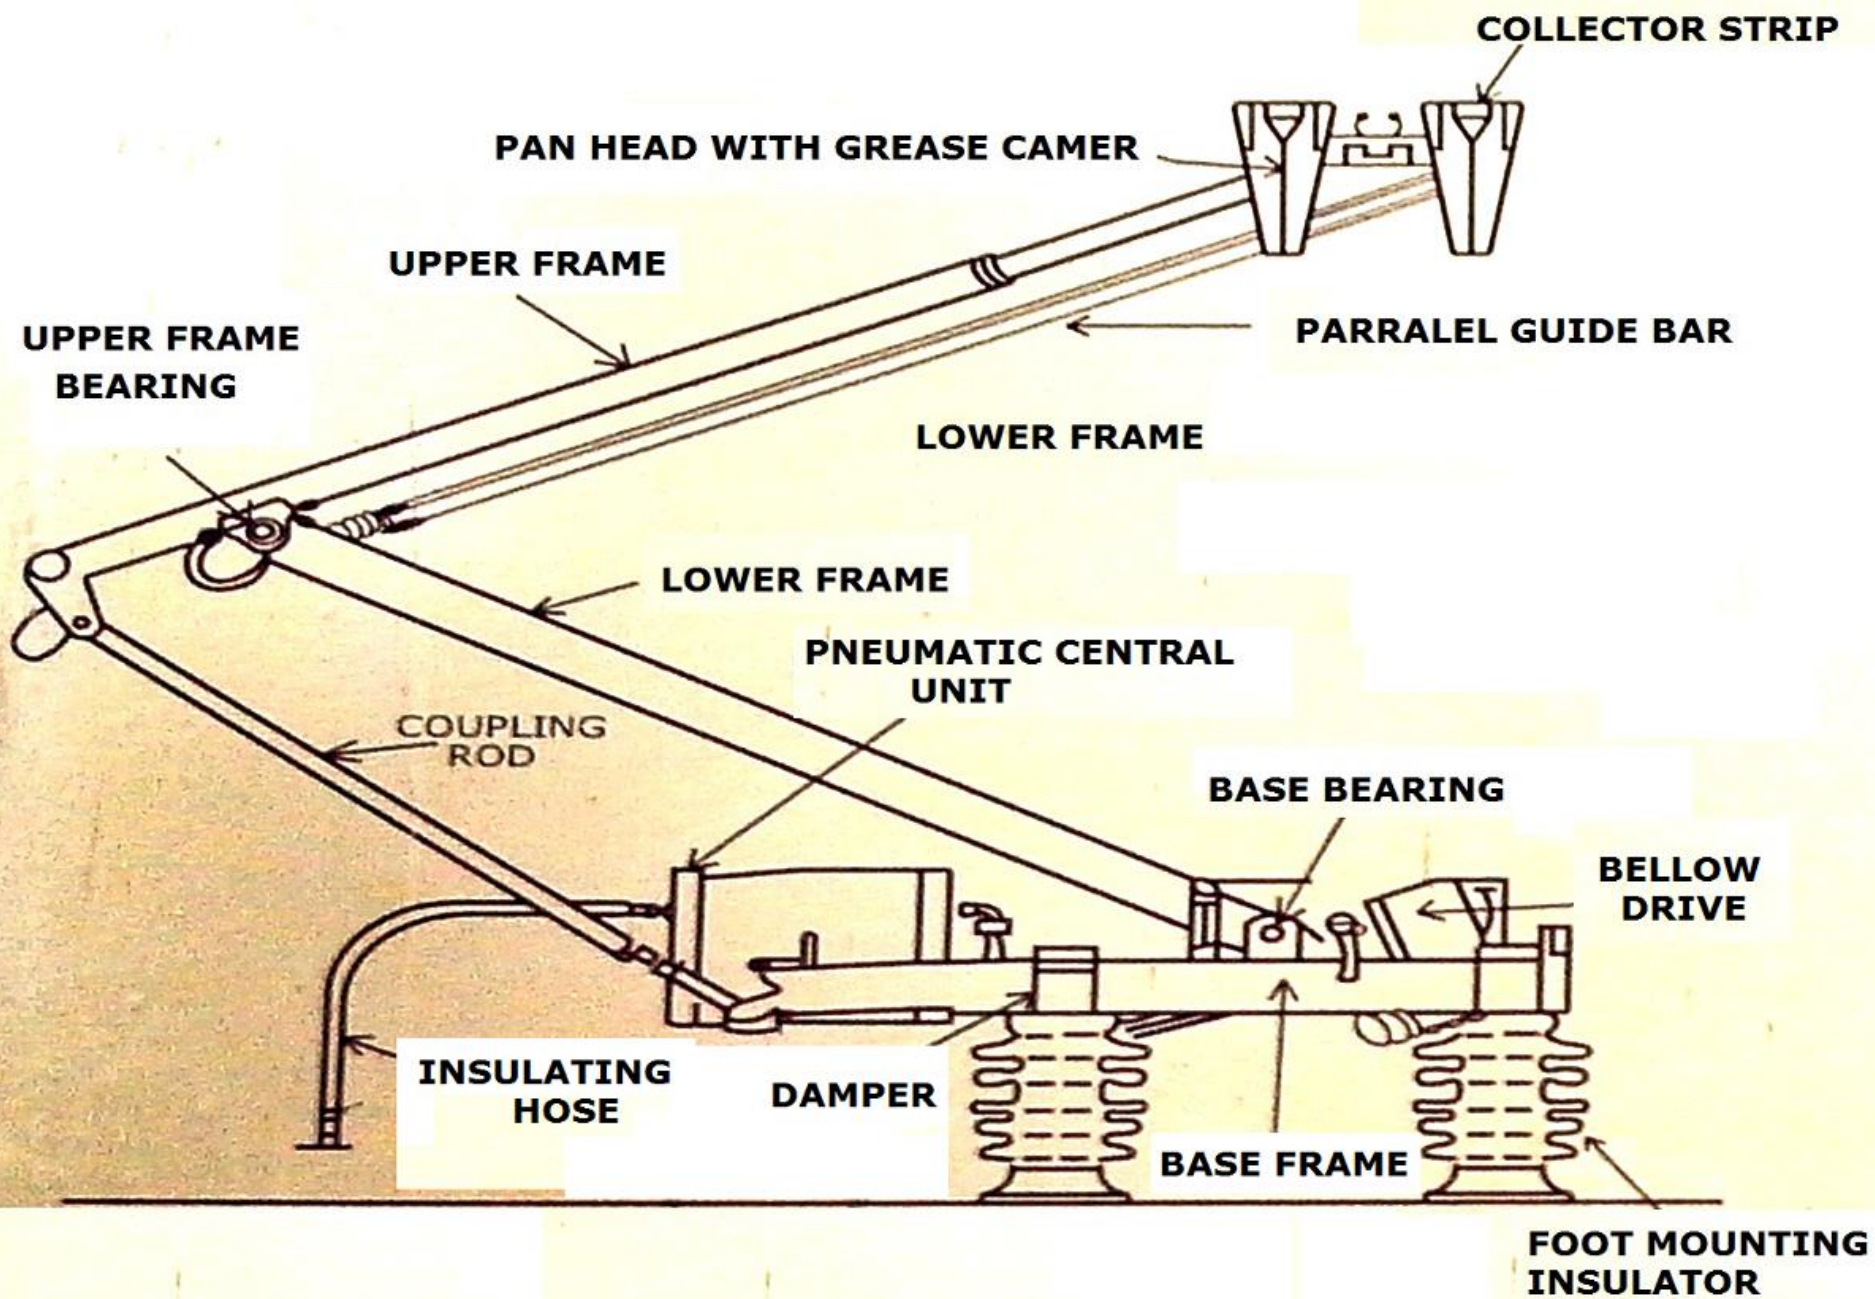 COLLECTOR STRIP
PAN HEAD WITH GREASE CAMER
UPPER FRAME
UPPER FRAME
BEARING
PARRALEL GUIDE BAR
LOWER FRAME
LOWER FRAME
PNEUMATIC CENTRAL
UNIT
COUPLING
ROD
BASE BEARING
BELLOW
DRIVE
INSULATING
HOSE
DAMPER
BASE FRAME
FOOT MOUNTING
INSULATOR